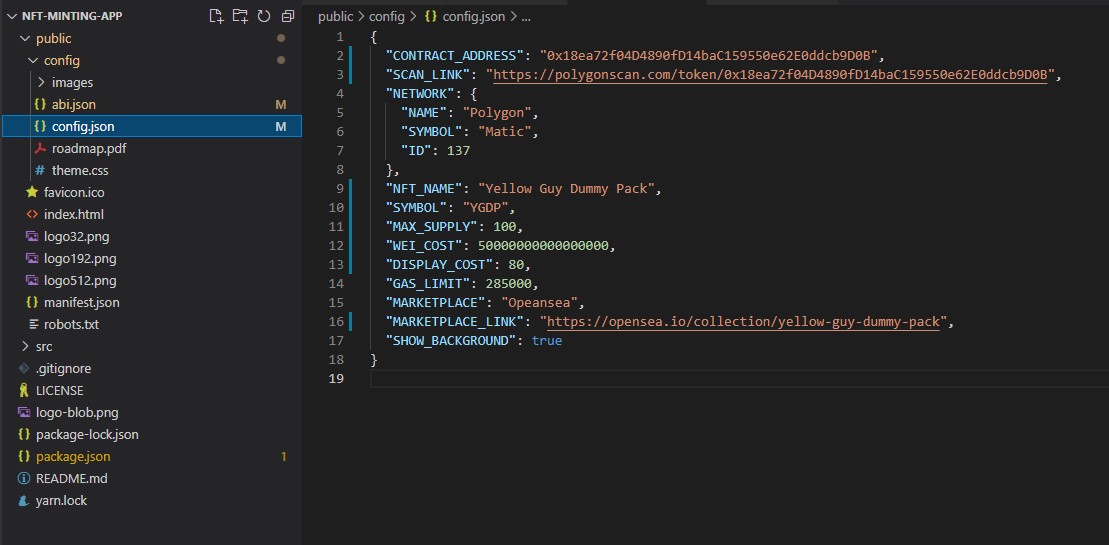 NFT-MINTING-APP
public
config
images
abi.json M
config.json M
roadmap.pdf
theme.css
favicon.ico
index.html
logo32.png
logo192.png
logo512.png
manifest.json
robots.txt
src
.gitignore
LICENSE
logo-blob.png
package-lock.json
package.json 1
README.md
yarn.lock
public > config > {} config.json > ...
1 {
2 "CONTRACT_ADDRESS": "0x18ea72f04D4890fD14baC159550e62E0ddcb9D0B",
3 "SCAN_LINK": "https://polygonscan.com/token/0x18ea72f04D4890fD14baC159550e62E0ddcb9D0B",
4 "NETWORK": {
5 "NAME": "Polygon",
6 "SYMBOL": "Matic",
7 "ID": 137
8 },
9 "NFT_NAME": "Yellow Guy Dummy Pack",
10 "SYMBOL": "YGDP",
11 "MAX_SUPPLY": 100,
12 "WEI_COST": 50000000000000000,
13 "DISPLAY_COST": 80,
14 "GAS_LIMIT": 285000,
15 "MARKETPLACE": "Opeansea",
16 "MARKETPLACE_LINK": "https://opensea.io/collection/yellow-guy-dummy-pack",
17 "SHOW_BACKGROUND": true
18 }
19